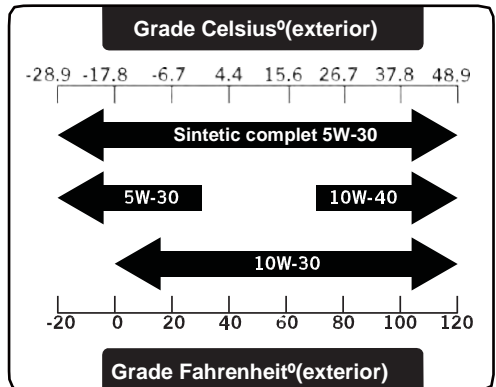 Grade Celsiusº(exterior)
-28.9 -17.8 -6.7 4.4 15.6 26.7 37.8 48.9
Sintetic complet 5W-30
5W-30 10W-40
10W-30
-20 0 20 40 60 80 100 120
Grade Fahrenheitº(exterior)